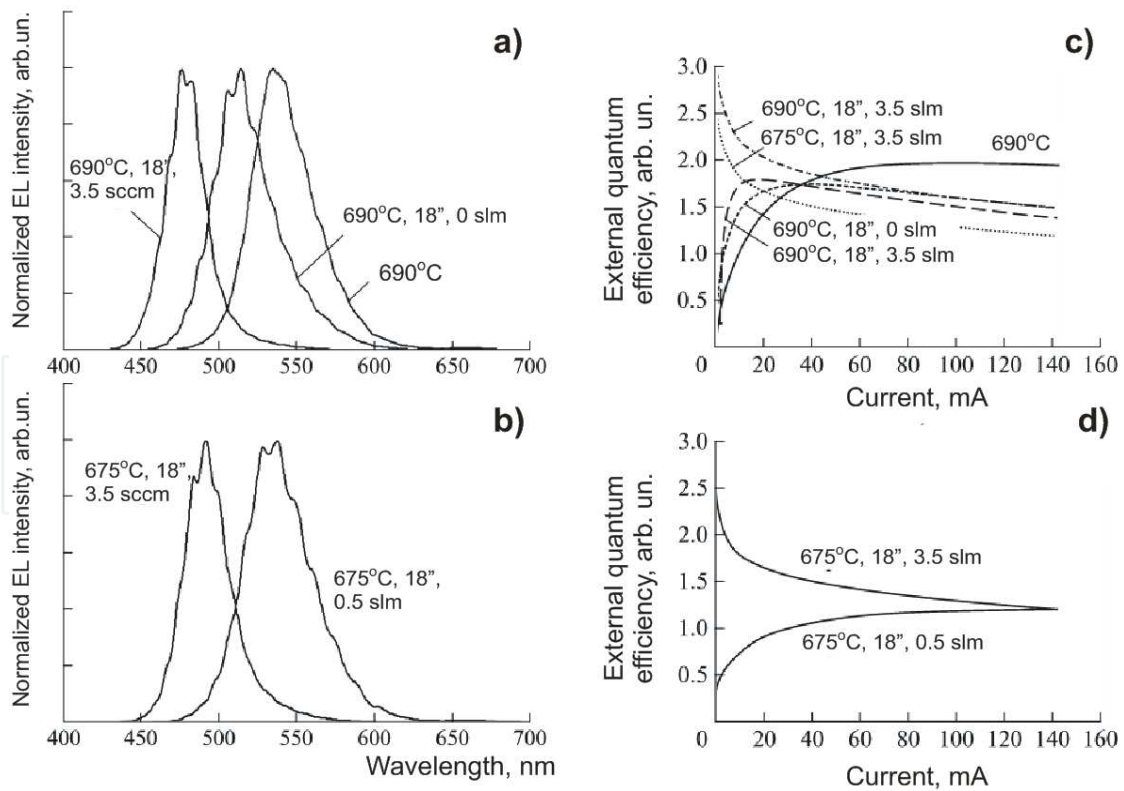 a)
Normalized EL intensity, arb.un.
690°C, 18”,
3.5 sccm
690°C, 18”, 0 slm
690°C
400 450 500 550 600 650 700
b)
Normalized EL intensity, arb.un.
675°C, 18”,
3.5 sccm
675°C, 18”,
0.5 slm
400 450 500 550 600 650 700
Wavelength, nm
c)
External quantum
efficiency, arb. un.
3.0
2.5
2.0
1.5
1.0
0.5
690°C, 18”, 3.5 slm
675°C, 18”, 3.5 slm
690°C
690°C, 18”, 0 slm
690°C, 18”, 3.5 slm
0 20 40 60 80 100 120 140 160
Current, mA
d)
External quantum
efficiency, arb. un.
3.0
2.5
2.0
1.5
1.0
0.5
675°C, 18”, 3.5 slm
675°C, 18”, 0.5 slm
0 20 40 60 80 100 120 140 160
Current, mA